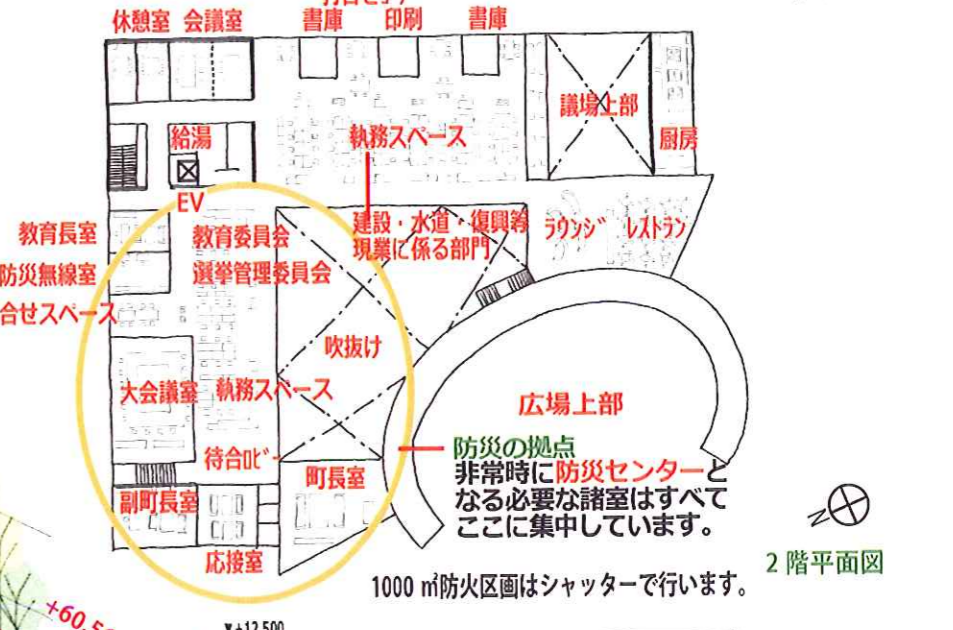 休憩室 会議室 書庫 印刷 書庫
議場上部
給湯 執務スペース 厨房
EV
教育長室 教育委員会 建設・水道・復興等 ラウンジ レストラン
現業に係る部門
防災無線室 選挙管理委員会
合せスペース
吹抜け
大会議室 執務スペース 広場上部
待合ロビー
防災の拠点
町長室 非常時に防災センターと
副町長室 なる必要な諸室はすべて
ここに集中しています。
N
応接室 2階平面図
1000 ㎡防火区画はシャッターで行います。